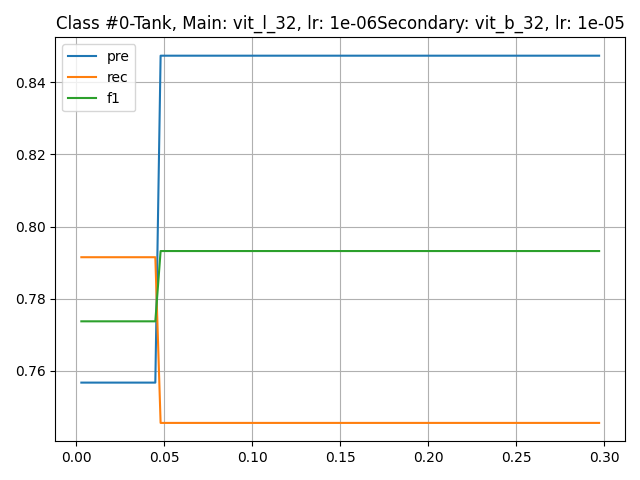 Class #0-Tank, Main: vit_l_32, lr: 1e-06Secondary: vit_b_32, lr: 1e-05
pre
rec
f1
0.84
0.82
0.80
0.78
0.76
0.00 0.05 0.10 0.15 0.20 0.25 0.30